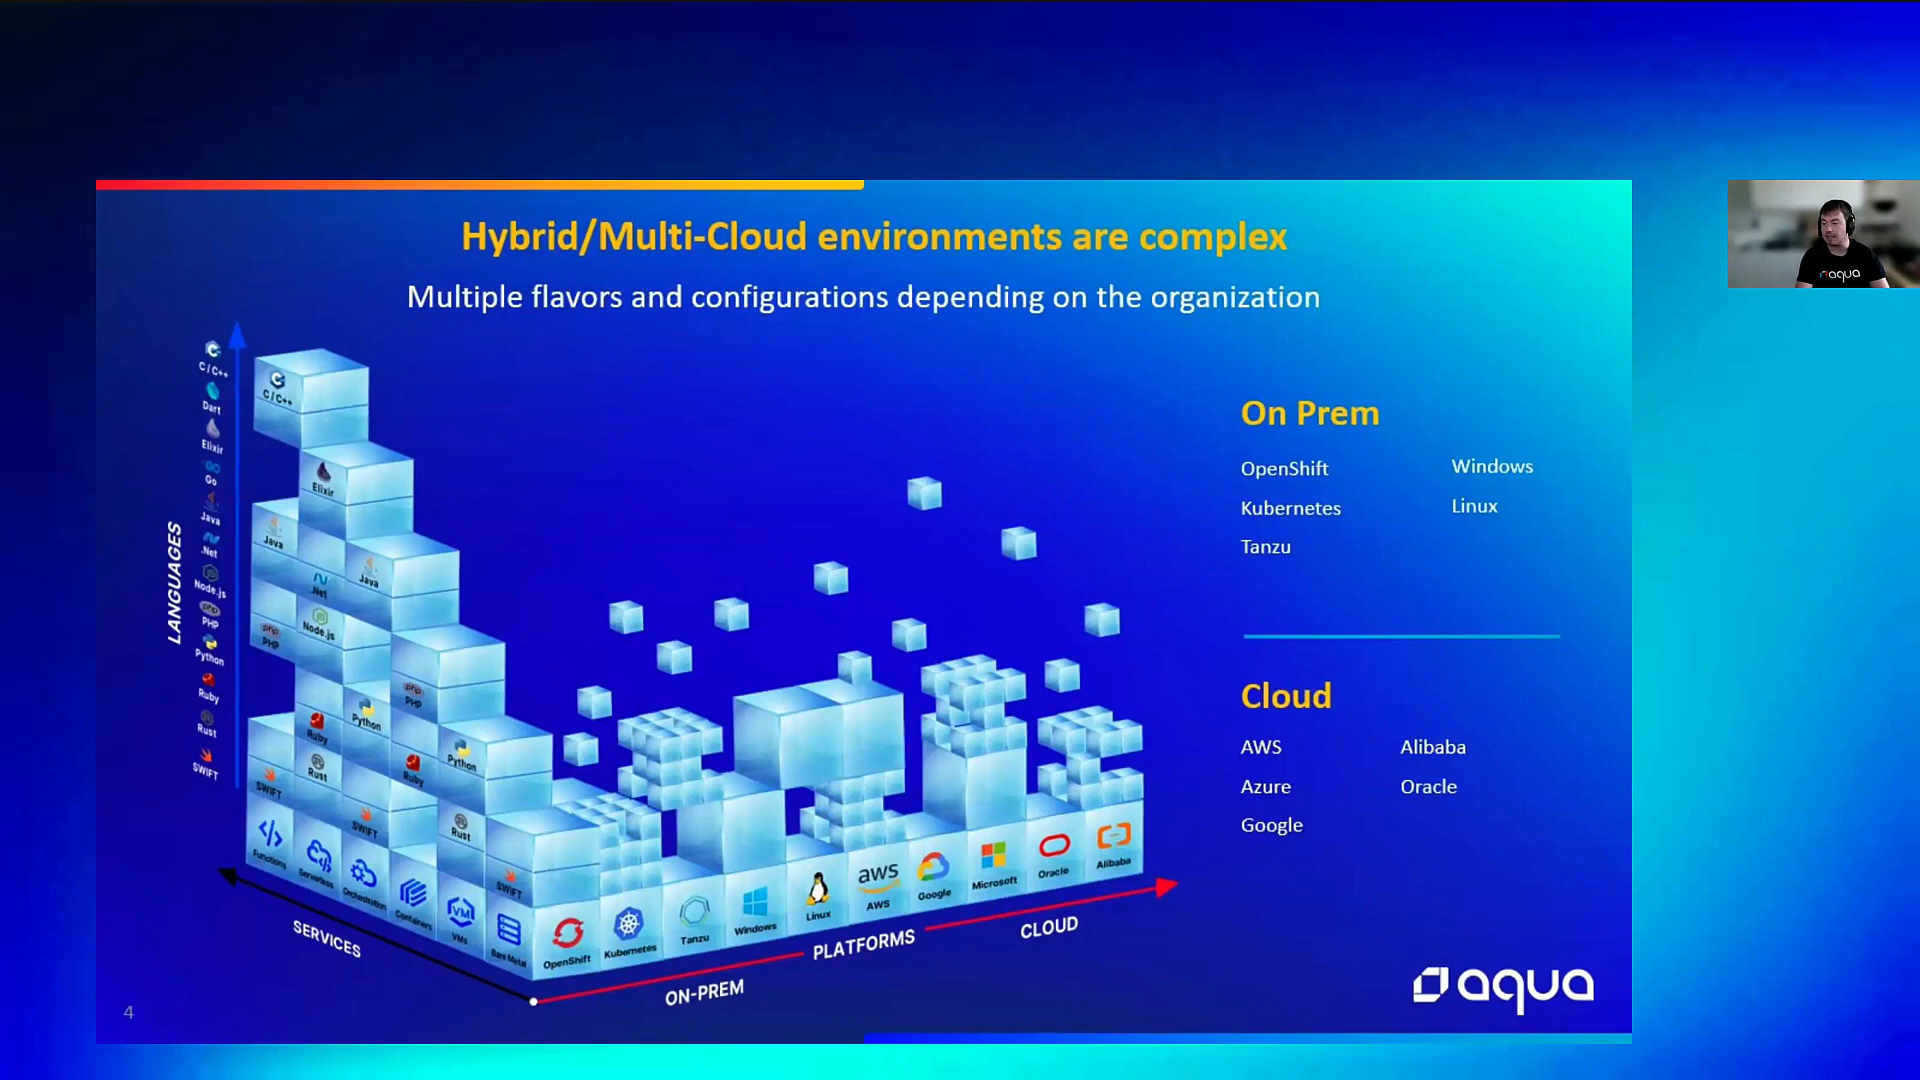 Hybrid/Multi-Cloud environments are complex
Multiple flavors and configurations depending on the organization
LANGUAGES
C / C++
Dart
Elixir
Go
Java
.Net
Node.js
PHP
Python
Ruby
Rust
SWIFT
C / C++
Elixir
Java
Java
.Net
Node.js
PHP
PHP
Python
Ruby
Python
Ruby
Rust
SWIFT
SWIFT
Rust
SWIFT
Functions
Serverless
Orchestration
Containers
VM
VMs
Bare Metal
OpenShift
Kubernetes
Tanzu
Windows
Linux
aws
AWS
Google
Microsoft
Oracle
Alibaba
SERVICES
ON-PREM
PLATFORMS
CLOUD
On Prem
OpenShift
Windows
Kubernetes
Linux
Tanzu
Cloud
AWS
Alibaba
Azure
Oracle
Google
aqua
4
aqua